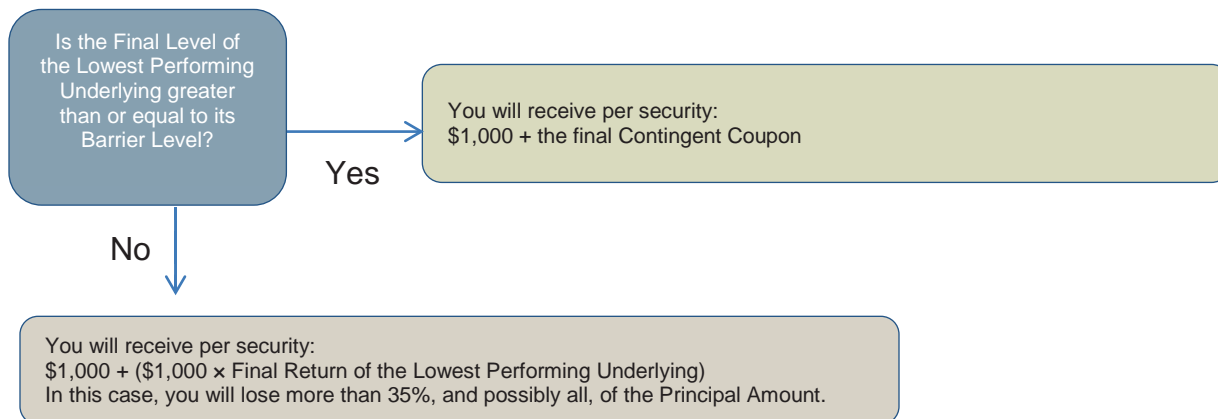 Is the Final Level of
the Lowest Performing
Underlying greater
than or equal to its
Barrier Level?
You will receive per security:
$1,000 + the final Contingent Coupon
Yes
No
You will receive per security:
$1,000 + ($1,000 × Final Return of the Lowest Performing Underlying)
In this case, you will lose more than 35%, and possibly all, of the Principal Amount.